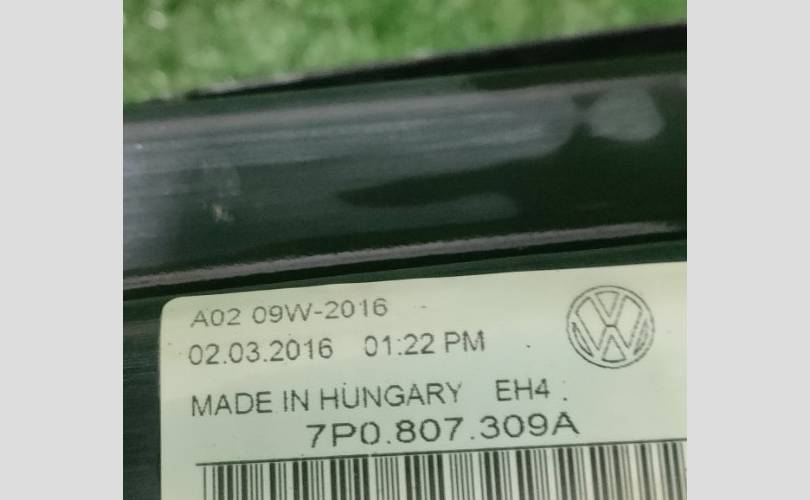 A02 09W-2016
02.03.2016 01:22 PM
MADE IN HUNGARY EH4
7P0.807.309A